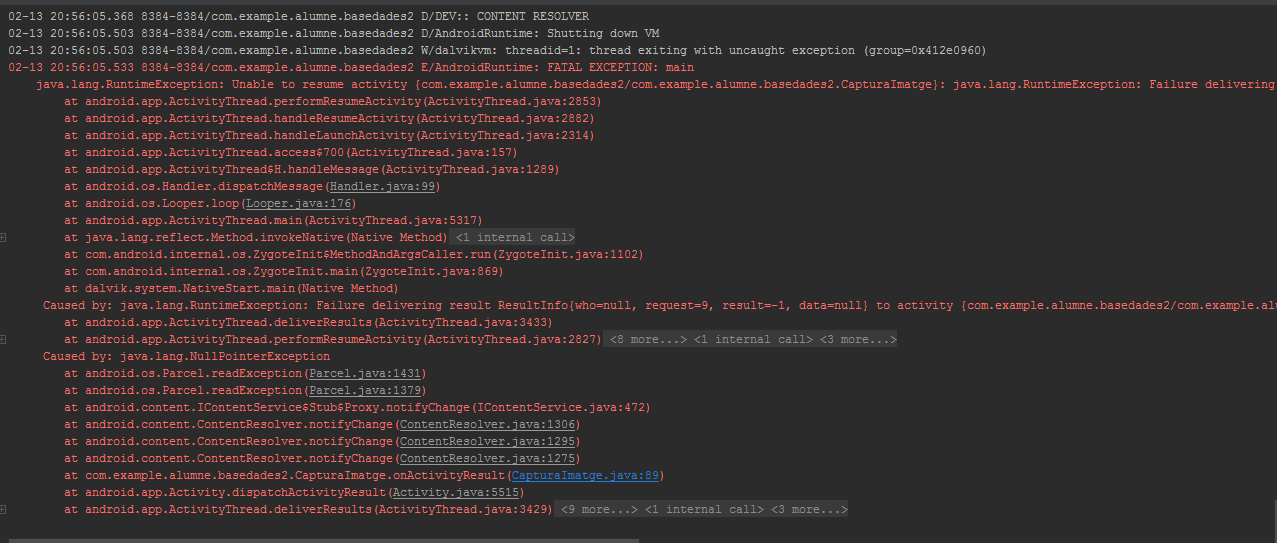 02-13 20:56:05.368 8384-8384/com.example.alumne.basedades2 D/DEV:: CONTENT RESOLVER
02-13 20:56:05.503 8384-8384/com.example.alumne.basedades2 D/AndroidRuntime: Shutting down VM
02-13 20:56:05.503 8384-8384/com.example.alumne.basedades2 W/dalvikvm: threadid=1: thread exiting with uncaught exception (group=0x412e0960)
02-13 20:56:05.533 8384-8384/com.example.alumne.basedades2 E/AndroidRuntime: FATAL EXCEPTION: main
java.lang.RuntimeException: Unable to resume activity {com.example.alumne.basedades2/com.example.alumne.basedades2.CapturaImatge}: java.lang.RuntimeException: Failure delivering
at android.app.ActivityThread.performResumeActivity(ActivityThread.java:2853)
at android.app.ActivityThread.handleResumeActivity(ActivityThread.java:2882)
at android.app.ActivityThread.handleLaunchActivity(ActivityThread.java:2314)
at android.app.ActivityThread.access$700(ActivityThread.java:157)
at android.app.ActivityThread$H.handleMessage(ActivityThread.java:1289)
at android.os.Handler.dispatchMessage(Handler.java:99)
at android.os.Looper.loop(Looper.java:176)
at android.app.ActivityThread.main(ActivityThread.java:5317)
at java.lang.reflect.Method.invokeNative(Native Method) <1 internal call>
at com.android.internal.os.ZygoteInit$MethodAndArgsCaller.run(ZygoteInit.java:1102)
at com.android.internal.os.ZygoteInit.main(ZygoteInit.java:869)
at dalvik.system.NativeStart.main(Native Method)
Caused by: java.lang.RuntimeException: Failure delivering result ResultInfo{who=null, request=9, result=-1, data=null} to activity {com.example.alumne.basedades2/com.example.al
at android.app.ActivityThread.deliverResults(ActivityThread.java:3433)
at android.app.ActivityThread.performResumeActivity(ActivityThread.java:2827) <8 more...> <1 internal call> <3 more...>
Caused by: java.lang.NullPointerException
at android.os.Parcel.readException(Parcel.java:1431)
at android.os.Parcel.readException(Parcel.java:1379)
at android.content.IContentService$Stub$Proxy.notifyChange(IContentService.java:472)
at android.content.ContentResolver.notifyChange(ContentResolver.java:1306)
at android.content.ContentResolver.notifyChange(ContentResolver.java:1295)
at android.content.ContentResolver.notifyChange(ContentResolver.java:1275)
at com.example.alumne.basedades2.CapturaImatge.onActivityResult(CapturaImatge.java:89)
at android.app.Activity.dispatchActivityResult(Activity.java:5515)
at android.app.ActivityThread.deliverResults(ActivityThread.java:3429) <9 more...> <1 internal call> <3 more...>